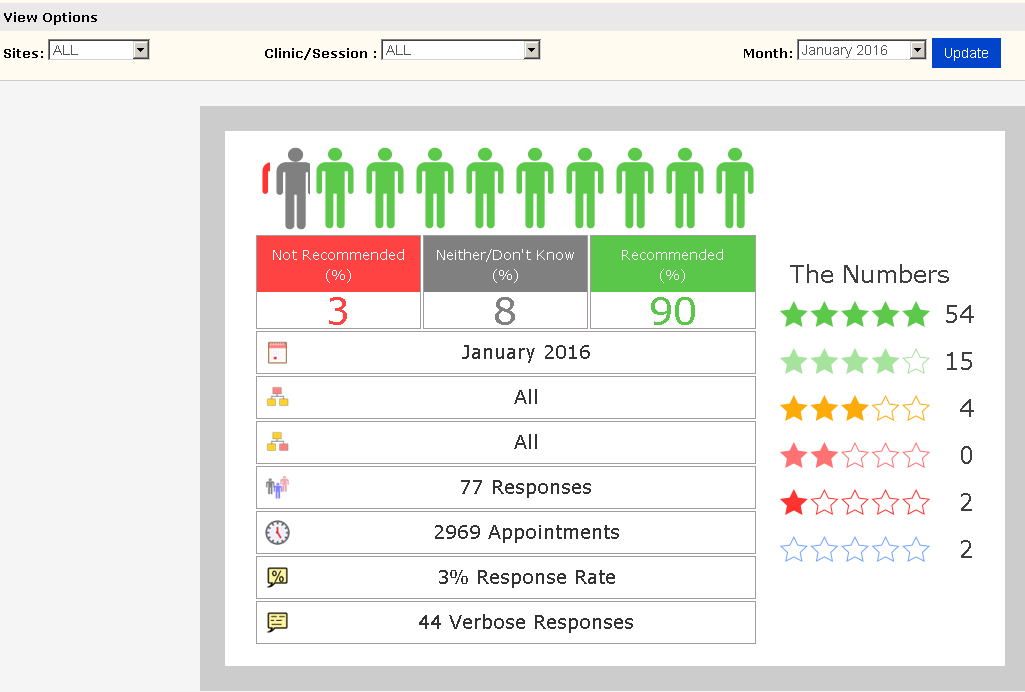 View Options
Sites: ALL Clinic/Session : ALL Month: January 2016 Update
Not Recommended (%)
Neither/Don't Know (%)
Recommended (%)
3 8 90
January 2016
All
All
77 Responses
2969 Appointments
% 3% Response Rate
44 Verbose Responses
The Numbers
54
15
4
0
2
2